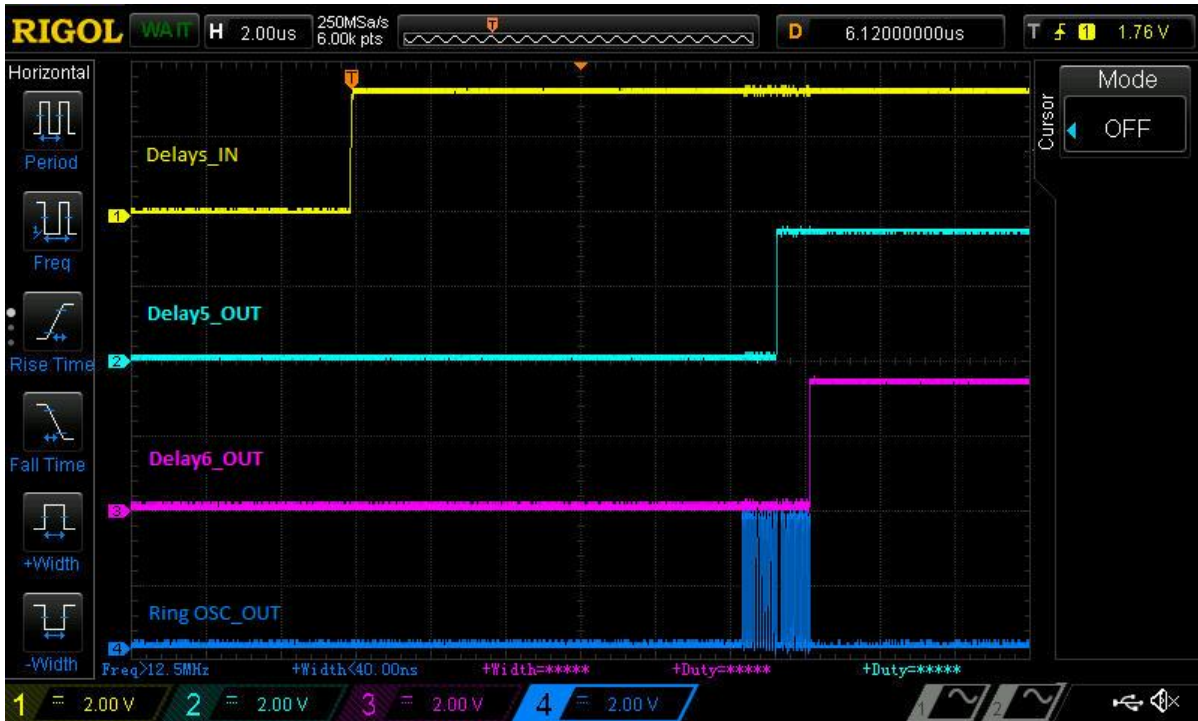 RIGOL WAIT H 2.00us 250MSa/s D 6.12000000us T 1 1.76 V
6.00k pts
T
Horizontal
Period
Freq
Rise Time
Fall Time
+Width
-Width
T
Delays_IN
1
Delay5_OUT
2
Delay6_OUT
3
Ring OSC_OUT
4
Freq>12.5MHz +Width<40.00ns +Width=***** +Duty=***** +Duty=*****
Cursor
Mode
OFF
1 = 2.00 V 2 = 2.00 V 3 = 2.00 V 4 = 2.00 V 1 2